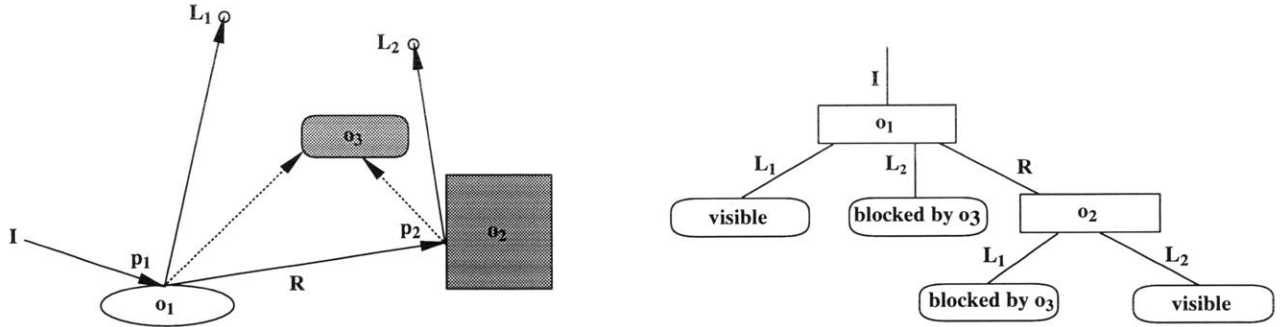 L1
L2
o3
I
p1
p2
o2
R
o1
I
o1
L1
L2
R
visible
blocked by o3
o2
L1
L2
blocked by o3
visible